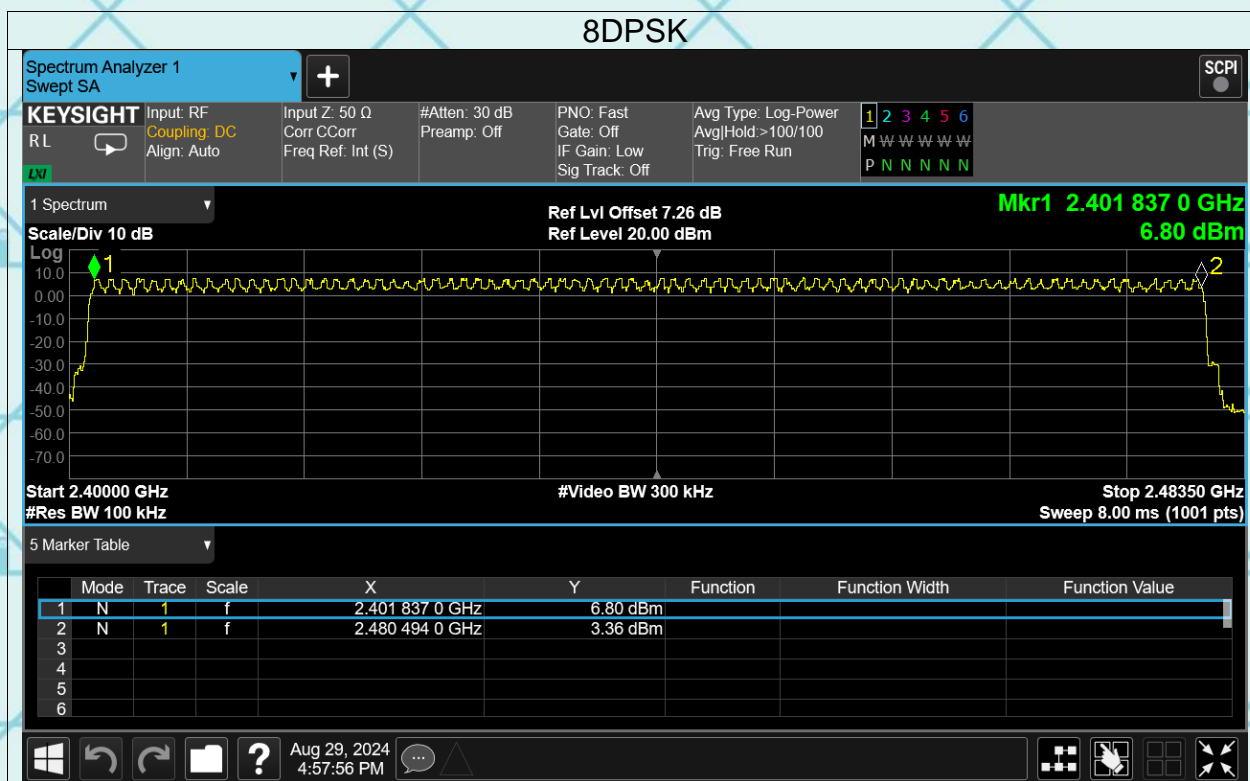 8DPSK
Spectrum Analyzer 1
Swept SA
▼
+
SCPI
KEYSIGHT
RL
LXI
Input: RF
Coupling: DC
Align: Auto
Input Z: 50 Ω
Corr CCorr
Freq Ref: Int (S)
#Atten: 30 dB
Preamp: Off
PNO: Fast
Gate: Off
IF Gain: Low
Sig Track: Off
Avg Type: Log-Power
Avg|Hold:>100/100
Trig: Free Run
1 2 3 4 5 6
M W W W W W
P N N N N N
1 Spectrum ▼
Scale/Div 10 dB
Ref Lvl Offset 7.26 dB
Ref Level 20.00 dBm
Mkr1 2.401 837 0 GHz
6.80 dBm
Log
1
2
10.0
0.00
-10.0
-20.0
-30.0
-40.0
-50.0
-60.0
-70.0
Start 2.40000 GHz
#Res BW 100 kHz
#Video BW 300 kHz
Stop 2.48350 GHz
Sweep 8.00 ms (1001 pts)
5 Marker Table ▼
Mode Trace Scale X Y Function Function Width Function Value
1 N 1 f 2.401 837 0 GHz 6.80 dBm
2 N 1 f 2.480 494 0 GHz 3.36 dBm
3
4
5
6
?
Aug 29, 2024
4:57:56 PM